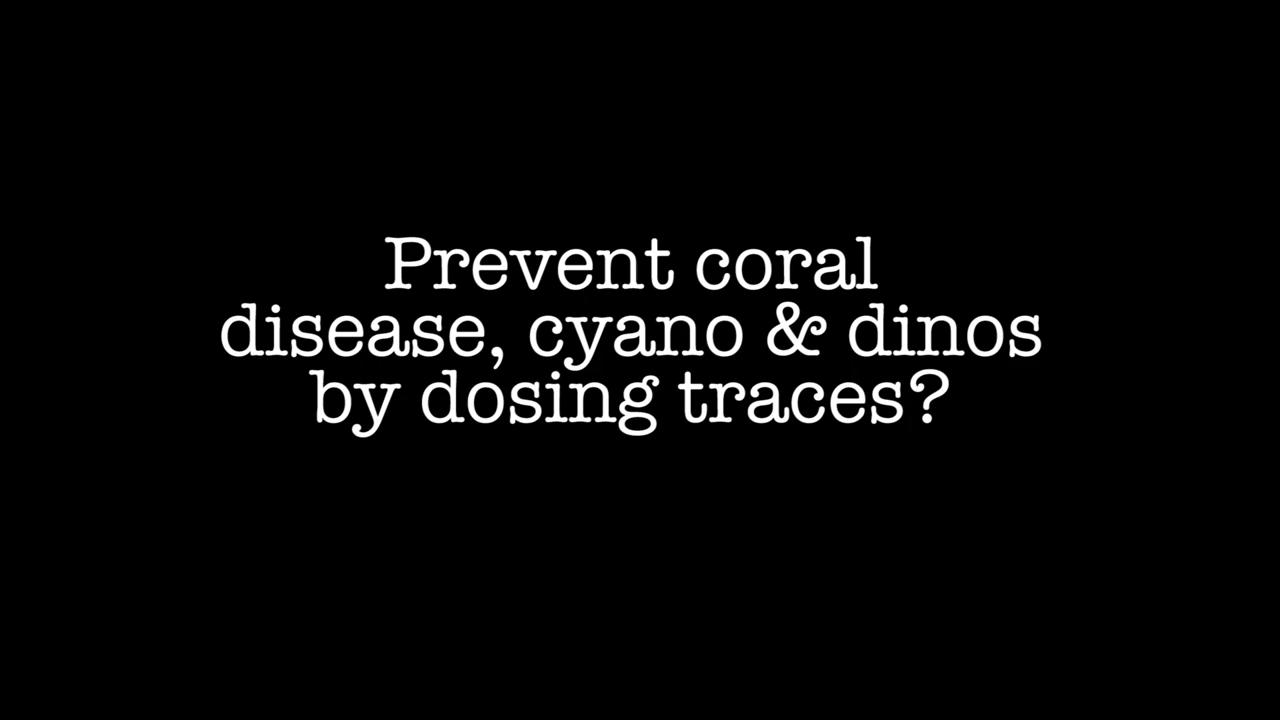 Prevent coral
disease, cyano & dinos
by dosing traces?